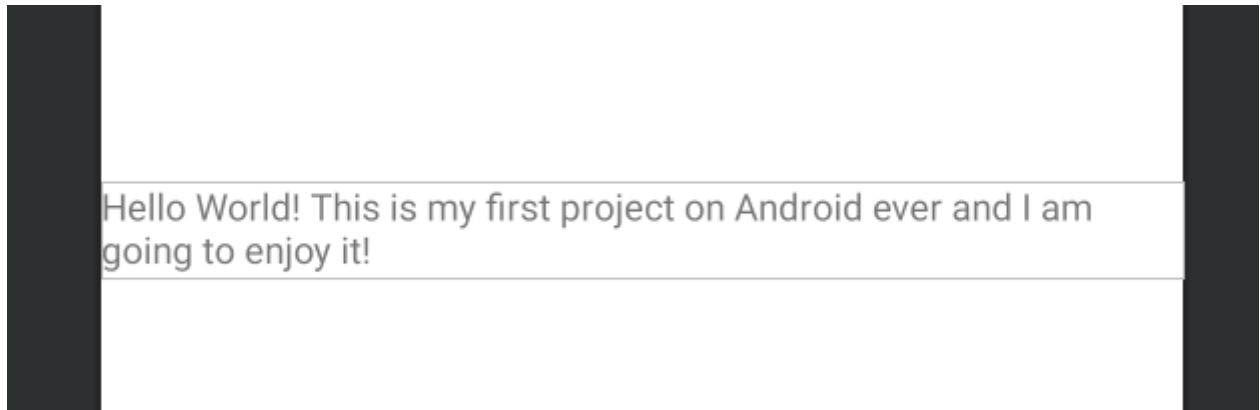 Hello World! This is my first project on Android ever and I am
going to enjoy it!